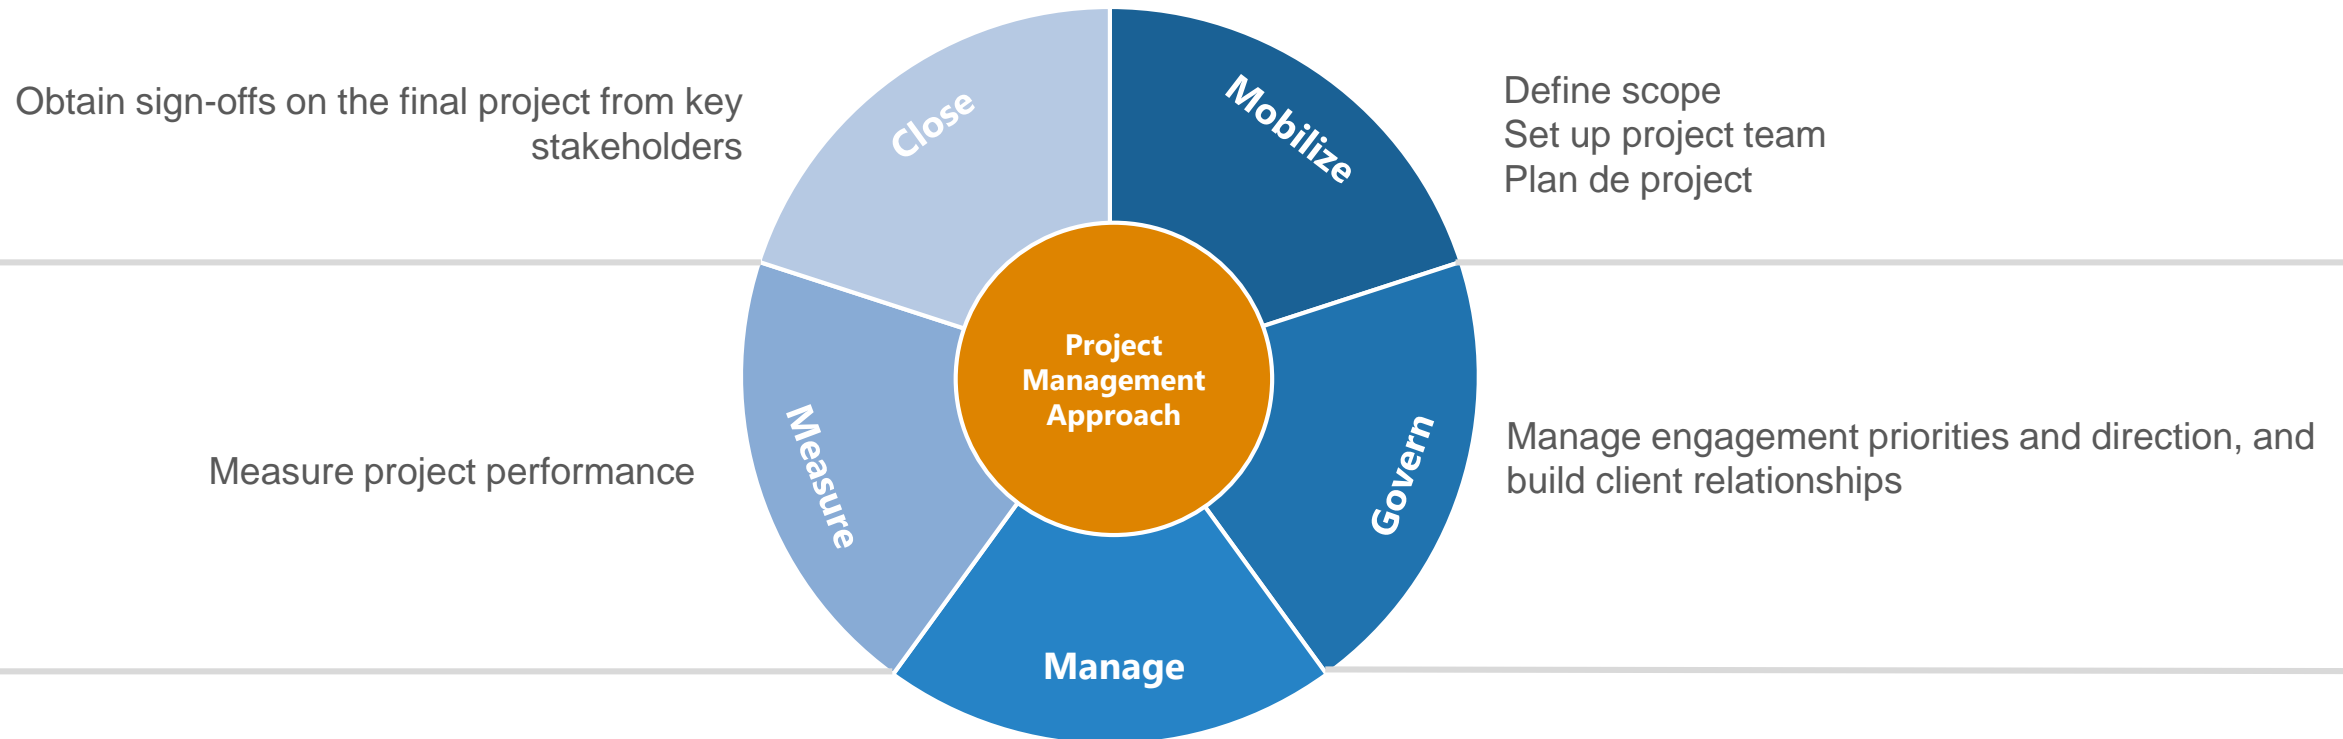 Obtain sign-offs on the final project from key
stakeholders
Close
Mobilize
Define scope
Set up project team
Plan de project
Project
Management
Approach
Measure project performance
Measure
Govern
Manage engagement priorities and direction, and
build client relationships
Manage